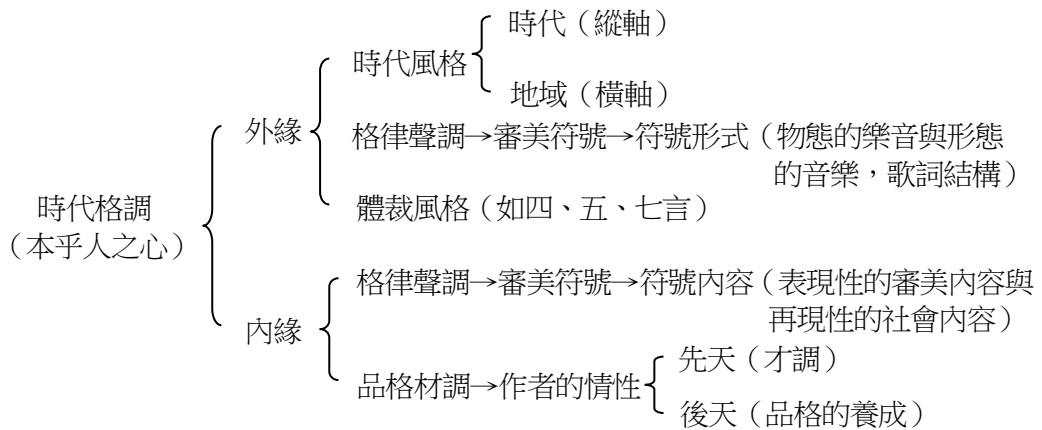 時代（縱軸）
時代風格
地域（橫軸）
外緣
格律聲調→審美符號→符號形式（物態的樂音與形態
的音樂，歌詞結構）
體裁風格（如四、五、七言）
時代格調
（本乎人之心）
格律聲調→審美符號→符號內容（表現性的審美內容與
再現性的社會內容）
內緣
先天（才調）
品格材調→作者的情性
後天（品格的養成）